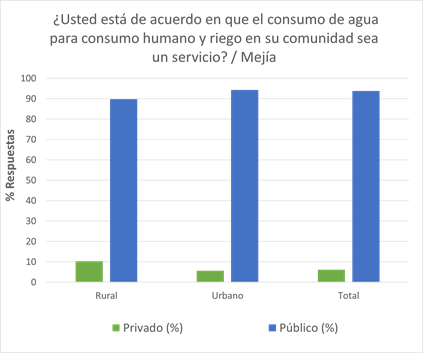 ¿Usted está de acuerdo en que el consumo de agua
para consumo humano y riego en su comunidad sea
un servicio? / Mejía
% Respuestas
100
90
80
70
60
50
40
30
20
10
0
Rural Urbano Total
Privado (%) Público (%)